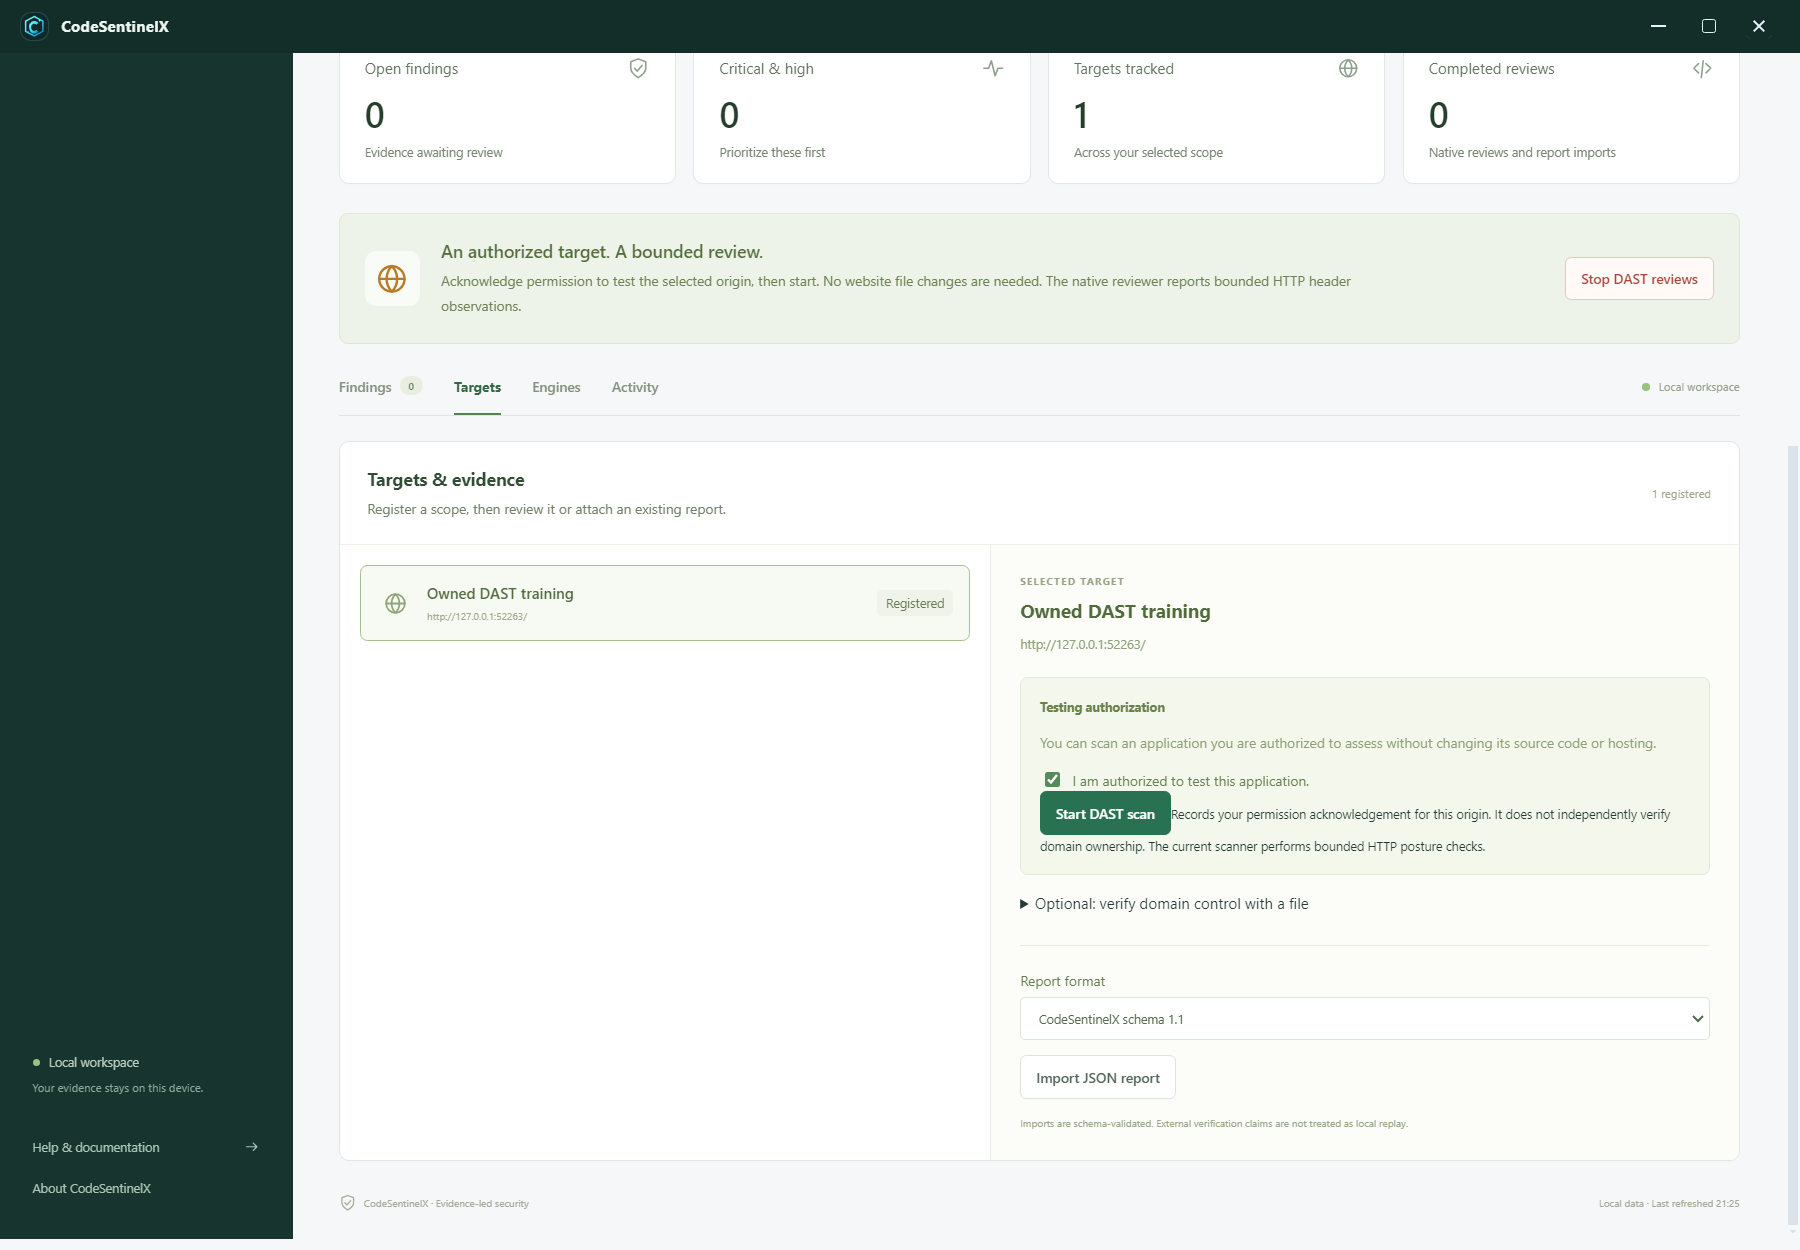 CodeSentinelX
Open findings
0
Evidence awaiting review
Critical & high
0
Prioritize these first
Targets tracked
1
Across your selected scope
Completed reviews
0
Native reviews and report imports
An authorized target. A bounded review.
Acknowledge permission to test the selected origin, then start. No website file changes are needed. The native reviewer reports bounded HTTP header
observations.
Stop DAST reviews
Findings 0 Targets Engines Activity
Local workspace
Targets & evidence
Register a scope, then review it or attach an existing report.
1 registered
Owned DAST training
http://127.0.0.1:52263/
Registered
SELECTED TARGET
Owned DAST training
http://127.0.0.1:52263/
Testing authorization
You can scan an application you are authorized to assess without changing its source code or hosting.
I am authorized to test this application.
Start DAST scan Records your permission acknowledgement for this origin. It does not independently verify
domain ownership. The current scanner performs bounded HTTP posture checks.
Optional: verify domain control with a file
Report format
CodeSentinelX schema 1.1
Import JSON report
Imports are schema-validated. External verification claims are not treated as local replay.
Local workspace
Your evidence stays on this device.
Help & documentation
About CodeSentinelX
CodeSentinelX · Evidence-led security
Local data · Last refreshed 21:25